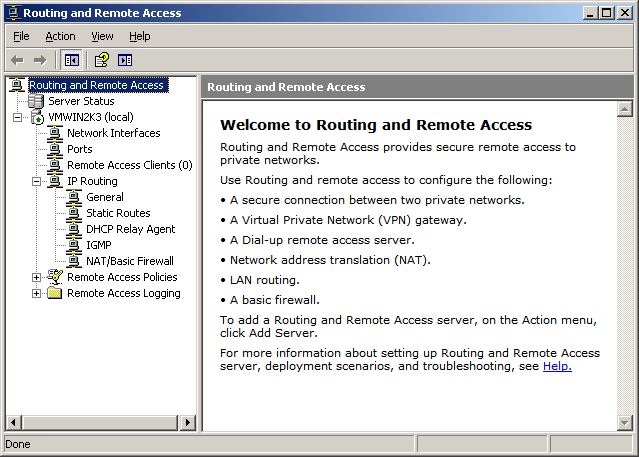 Routing and Remote Access
File Action View Help
Routing and Remote Access
Server Status
VMWIN2K3 (local)
Network Interfaces
Ports
Remote Access Clients (0)
IP Routing
General
Static Routes
DHCP Relay Agent
IGMP
NAT/Basic Firewall
Remote Access Policies
Remote Access Logging
Routing and Remote Access
Welcome to Routing and Remote Access
Routing and Remote Access provides secure remote access to
private networks.
Use Routing and remote access to configure the following:
• A secure connection between two private networks.
• A Virtual Private Network (VPN) gateway.
• A Dial-up remote access server.
• Network address translation (NAT).
• LAN routing.
• A basic firewall.
To add a Routing and Remote Access server, on the Action menu,
click Add Server.
For more information about setting up Routing and Remote Access
server, deployment scenarios, and troubleshooting, see Help.
Done